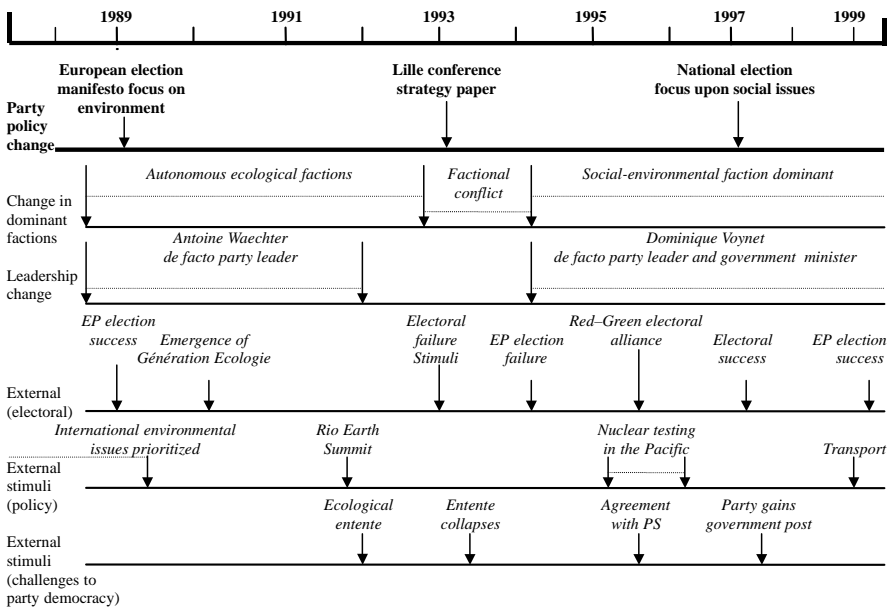 1989 1991 1993 1995 1997 1999
European election
manifesto focus on
environment
Lille conference
strategy paper
National election
focus upon social issues
Party
policy
change
Autonomous ecological factions
Factional
conflict
Social-environmental faction dominant
Change in
dominant
factions
Antoine Waechter
de facto party leader
Dominique Voynet
de facto party leader and government minister
Leadership
change
EP election
success
Emergence of
Génération Ecologie
Electoral
failure
Stimuli
EP election
failure
Red–Green electoral
alliance
Electoral
success
EP election
success
External
(electoral)
International environmental
issues prioritized
Rio Earth
Summit
Nuclear testing
in the Pacific
Transport
External
stimuli
(policy)
Ecological
entente
Entente
collapses
Agreement
with PS
Party gains
government post
External
stimuli
(challenges to
party democracy)